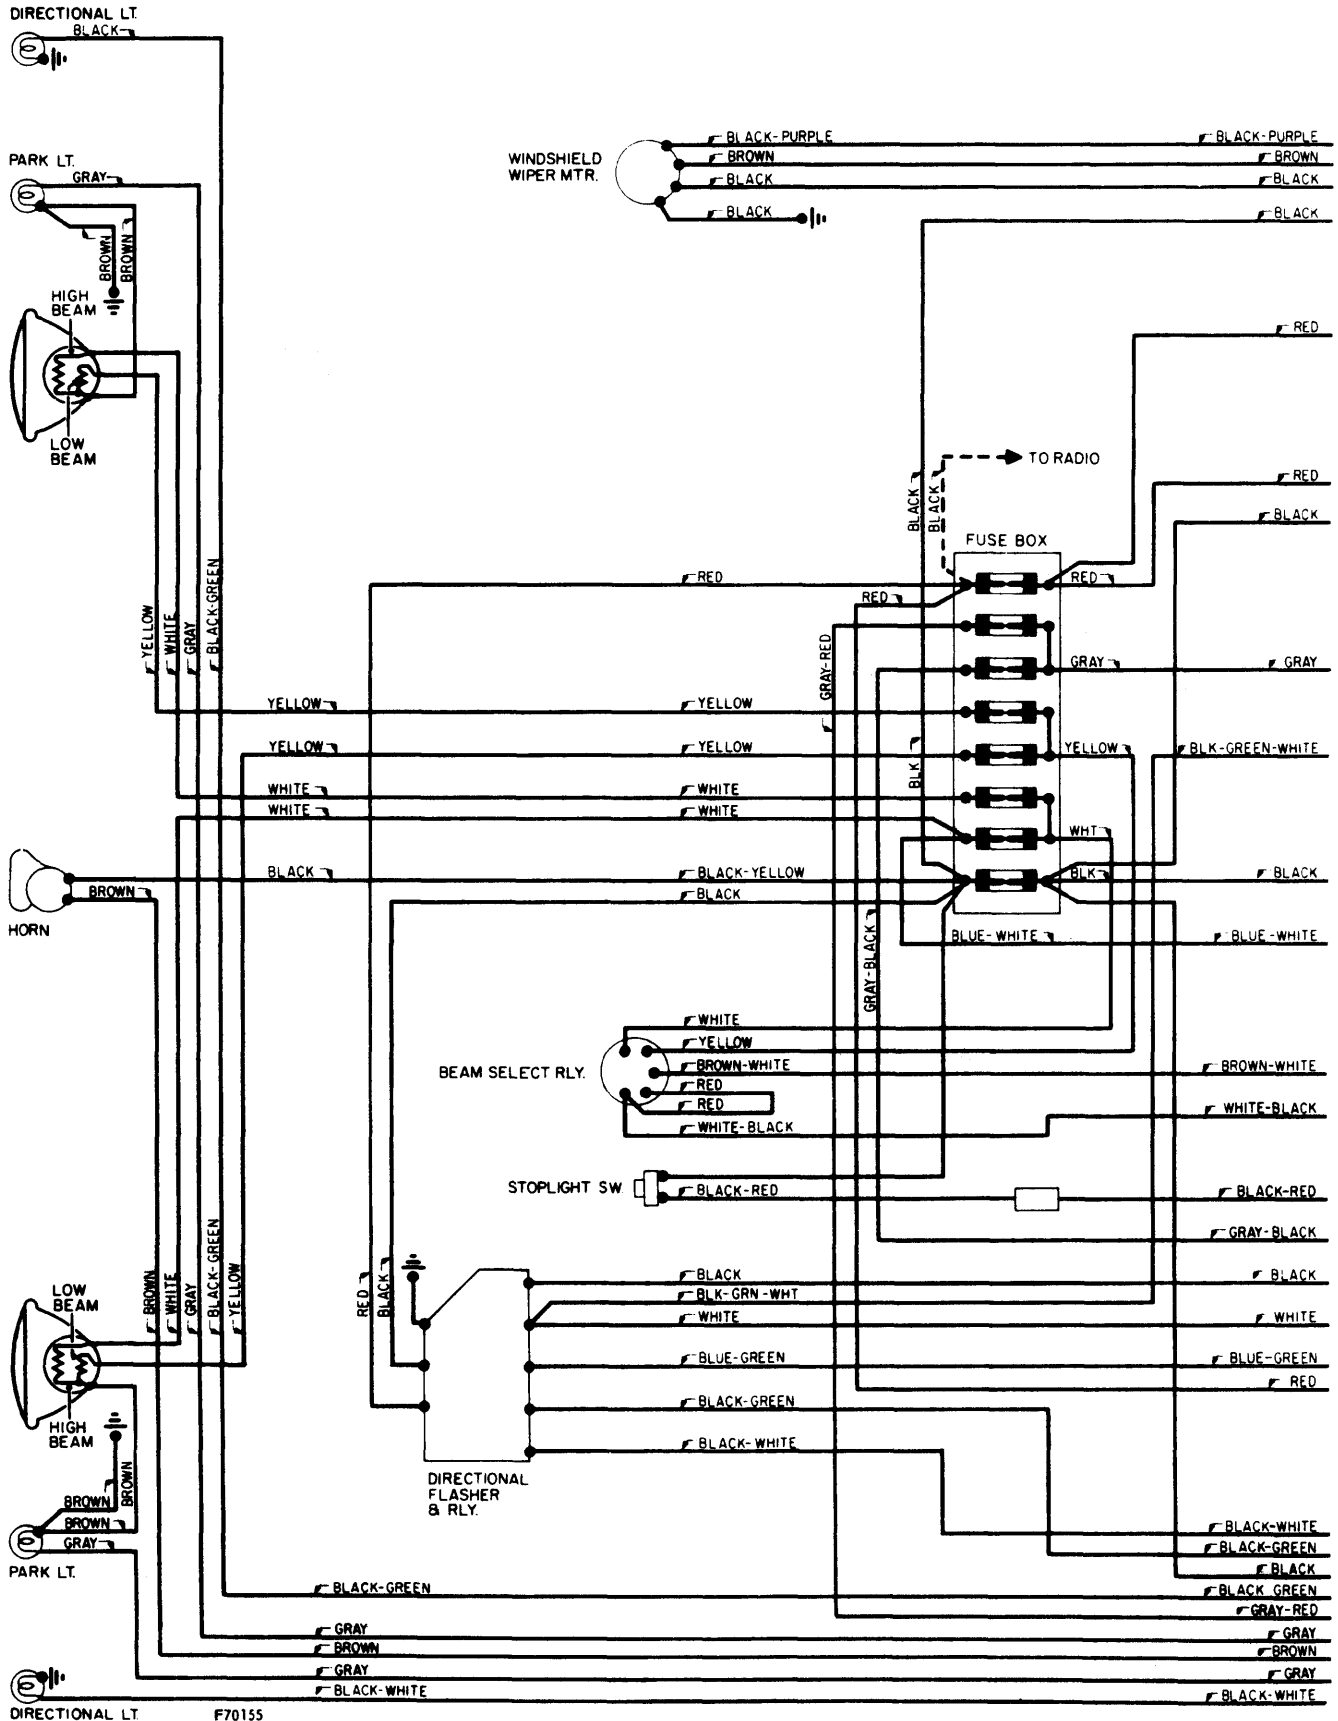 DIRECTIONAL LT.
BLACK
PARK LT.
GRAY
BROWN
BROWN
HIGH
BEAM
LOW
BEAM
WINDSHIELD
WIPER MTR.
BLACK-PURPLE
BLACK-PURPLE
BROWN
BROWN
BLACK
BLACK
BLACK
BLACK
RED
TO RADIO
BLACK
BLACK
RED
BLACK
FUSE BOX
RED
RED
RED
YELLOW
WHITE
GRAY
BLACK-GREEN
GRAY-RED
GRAY
GRAY
YELLOW
YELLOW
YELLOW
YELLOW
YELLOW
BLK-GREEN-WHITE
BLK
WHITE
WHITE
WHITE
WHITE
WHT
BLACK
BLACK-YELLOW
BLK
BLACK
BROWN
BLACK
HORN
GRAY-BLACK
BLUE-WHITE
BLUE-WHITE
WHITE
YELLOW
BEAM SELECT RLY.
BROWN-WHITE
BROWN-WHITE
RED
RED
WHITE-BLACK
WHITE-BLACK
STOPLIGHT SW.
BLACK-RED
BLACK-RED
GRAY-BLACK
BROWN
WHITE
GRAY
BLACK-GREEN
YELLOW
RED
BLACK
LOW
BEAM
BLACK
BLACK
BLK-GRN-WHT
WHITE
WHITE
BLUE-GREEN
BLUE-GREEN
RED
BLACK-GREEN
HIGH
BEAM
BLACK-WHITE
DIRECTIONAL
FLASHER
& RLY.
BROWN
BROWN
BROWN
GRAY
PARK LT.
BLACK-WHITE
BLACK-GREEN
BLACK
BLACK-GREEN
BLACK GREEN
GRAY-RED
GRAY
GRAY
BROWN
BROWN
GRAY
GRAY
BLACK-WHITE
BLACK-WHITE
DIRECTIONAL LT.
F70155